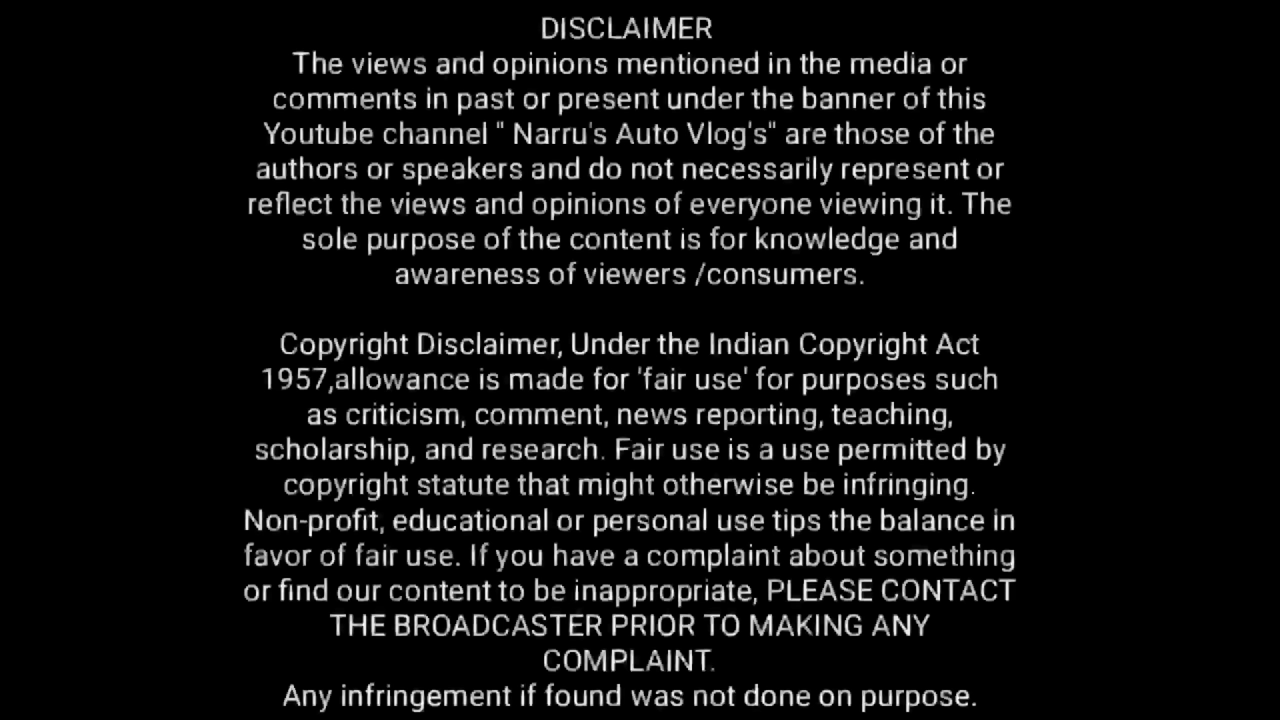 DISCLAIMER
The views and opinions mentioned in the media or
comments in past or present under the banner of this
Youtube channel " Narru's Auto Vlog's" are those of the
authors or speakers and do not necessarily represent or
reflect the views and opinions of everyone viewing it. The
sole purpose of the content is for knowledge and
awareness of viewers /consumers.
Copyright Disclaimer, Under the Indian Copyright Act
1957,allowance is made for 'fair use' for purposes such
as criticism, comment, news reporting, teaching,
scholarship, and research. Fair use is a use permitted by
copyright statute that might otherwise be infringing.
Non-profit, educational or personal use tips the balance in
favor of fair use. If you have a complaint about something
or find our content to be inappropriate, PLEASE CONTACT
THE BROADCASTER PRIOR TO MAKING ANY
COMPLAINT.
Any infringement if found was not done on purpose.